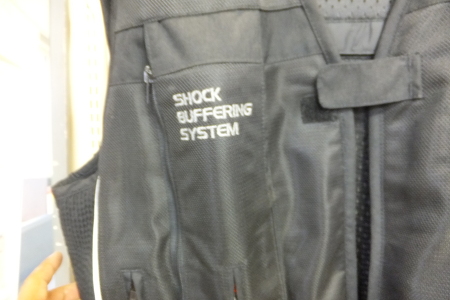 SHOCK
BUFFERING
SYSTEM